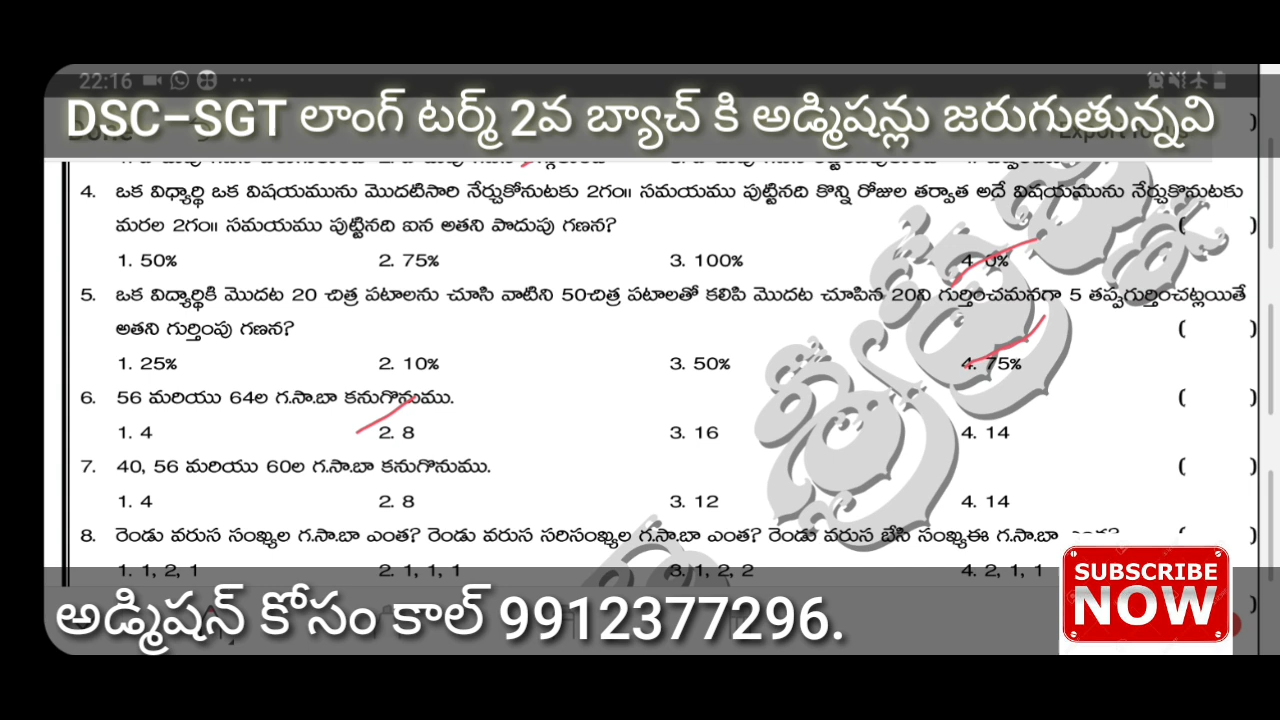 22:16
DSC–SGT లాంగ్ టర్మ్ 2వ బ్యాచ్ కి అడ్మిషన్లు జరుగుతున్నవి
4. ఒక విధ్యార్థి ఒక విషయమును మొదటిసారి నేర్చుకోనుటకు 2గం॥ సమయము పుట్టినది కొన్ని రోజుల తర్వాత అదే విషయమును నేర్చుకొనుటకు
మరల 2గం॥ సమయము పుట్టినది ఐన అతని పొదుపు గణన? ( )
1. 50% 2. 75% 3. 100% 4. 0%
5. ఒక విద్యార్థికి మొదట 20 చిత్ర పటాలను చూసి వాటిని 50చిత్ర పటాలతో కలిపి మొదట చూపిన 20ని గుర్తించమనగా 5 తప్పగుర్తించట్లయితే
అతని గుర్తింపు గణన? ( )
1. 25% 2. 10% 3. 50% 4. 75%
6. 56 మరియు 64ల గ.సా.బా కనుగొనుము. ( )
1. 4 2. 8 3. 16 4. 14
7. 40, 56 మరియు 60ల గ.సా.బా కనుగొనుము. ( )
1. 4 2. 8 3. 12 4. 14
8. రెండు వరుస సంఖ్యల గ.సా.బా ఎంత? రెండు వరుస సరిసంఖ్యల గ.సా.బా ఎంత? రెండు వరుస బేసి సంఖ్యఈ గ.సా.బా
1. 1, 2, 1 2. 1, 1, 1 3. 1, 2, 2 4. 2, 1, 1
SUBSCRIBE
NOW
అడ్మిషన్ కోసం కాల్ 9912377296.